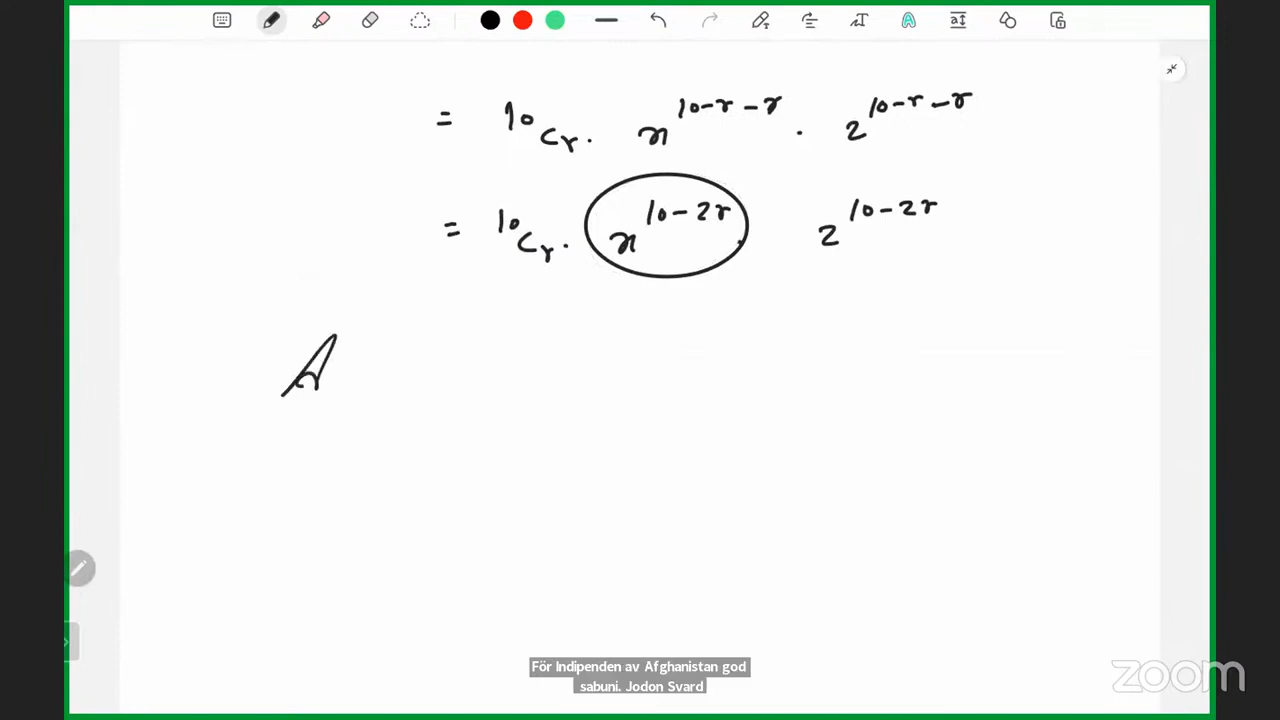 = ¹⁰Cᵣ . x^(10-r-r) . 2^(10-r-r)
= ¹⁰Cᵣ . x^(10-2r) 2^(10-2r)
A
För Indipenden av Afghanistan god
sabuni. Jodon Svard
zoom